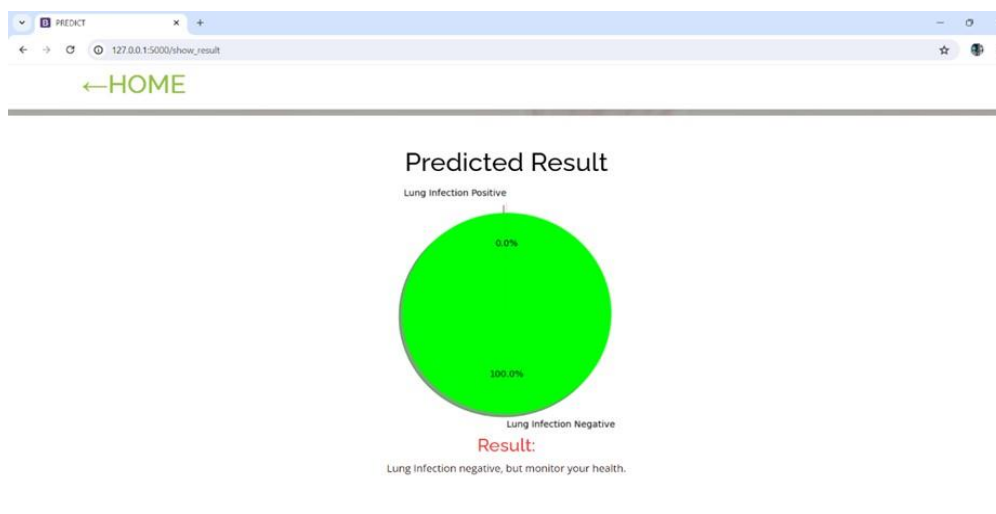 PREDICT
127.0.0.1:5000/show_result
←HOME
Predicted Result
Lung Infection Positive
0.0%
100.0%
Lung Infection Negative
Result:
Lung Infection negative, but monitor your health.